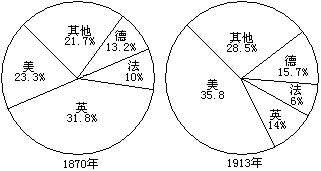 其他
21.7%
德
13.2%
美
23.3%
法
10%
英
31.8%
1870年
其他
28.5%
德
15.7%
美
35.8
法
6%
英
14%
1913年